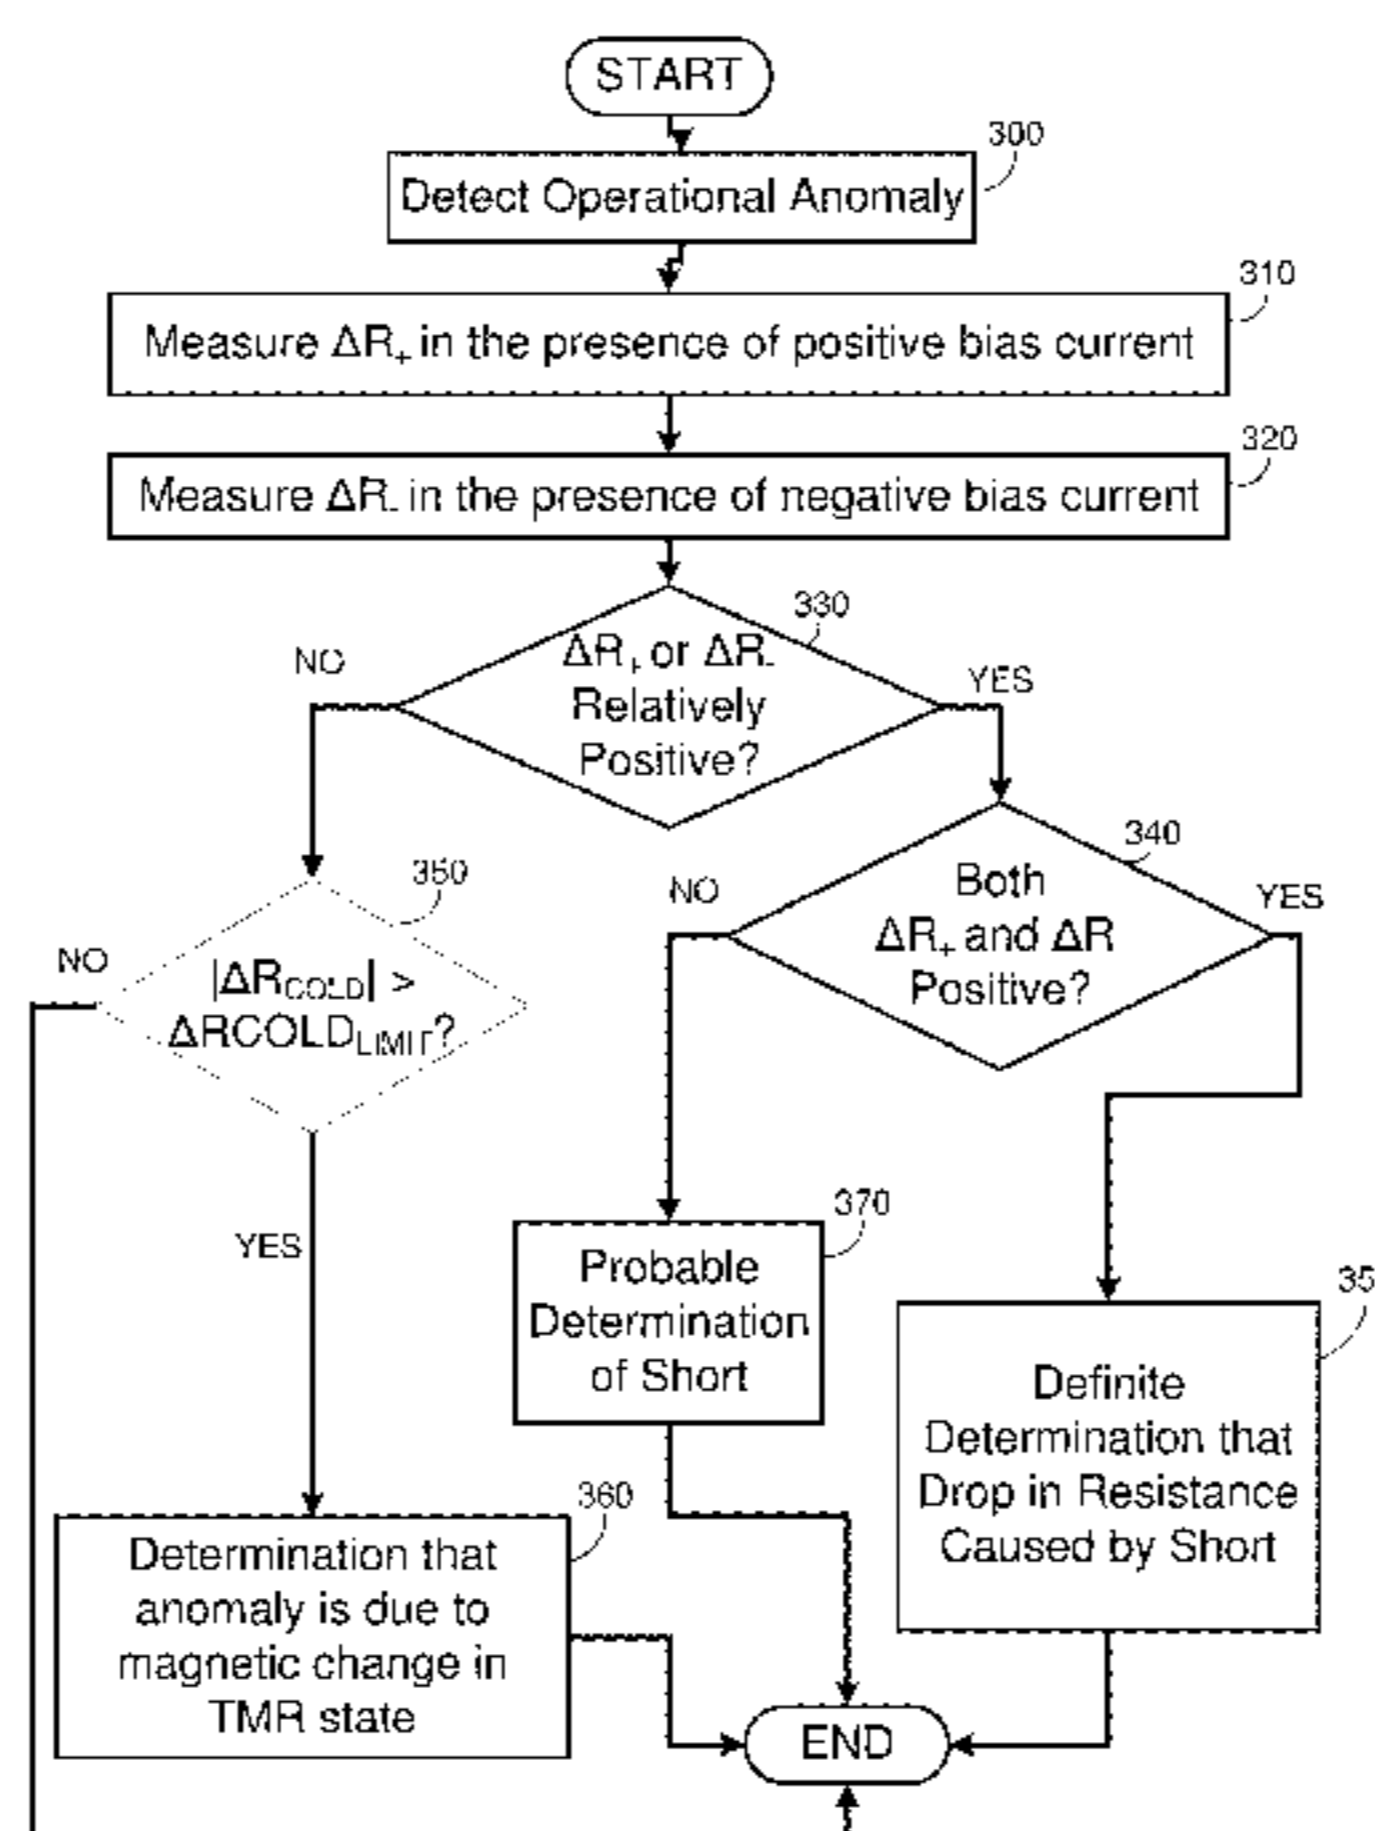 START
300
Detect Operational Anomaly
310
Measure ΔR+ in the presence of positive bias current
320
Measure ΔR- in the presence of negative bias current
330
NO
ΔR+ or ΔR-
Relatively
Positive?
YES
340
NO
Both
ΔR+ and ΔR
Positive?
YES
350
NO
|ΔRCOLD| >
ΔRCOLDLIMIT?
YES
370
Probable
Determination
of Short
35
Definite
Determination that
Drop in Resistance
Caused by Short
360
Determination that
anomaly is due to
magnetic change in
TMR state
END